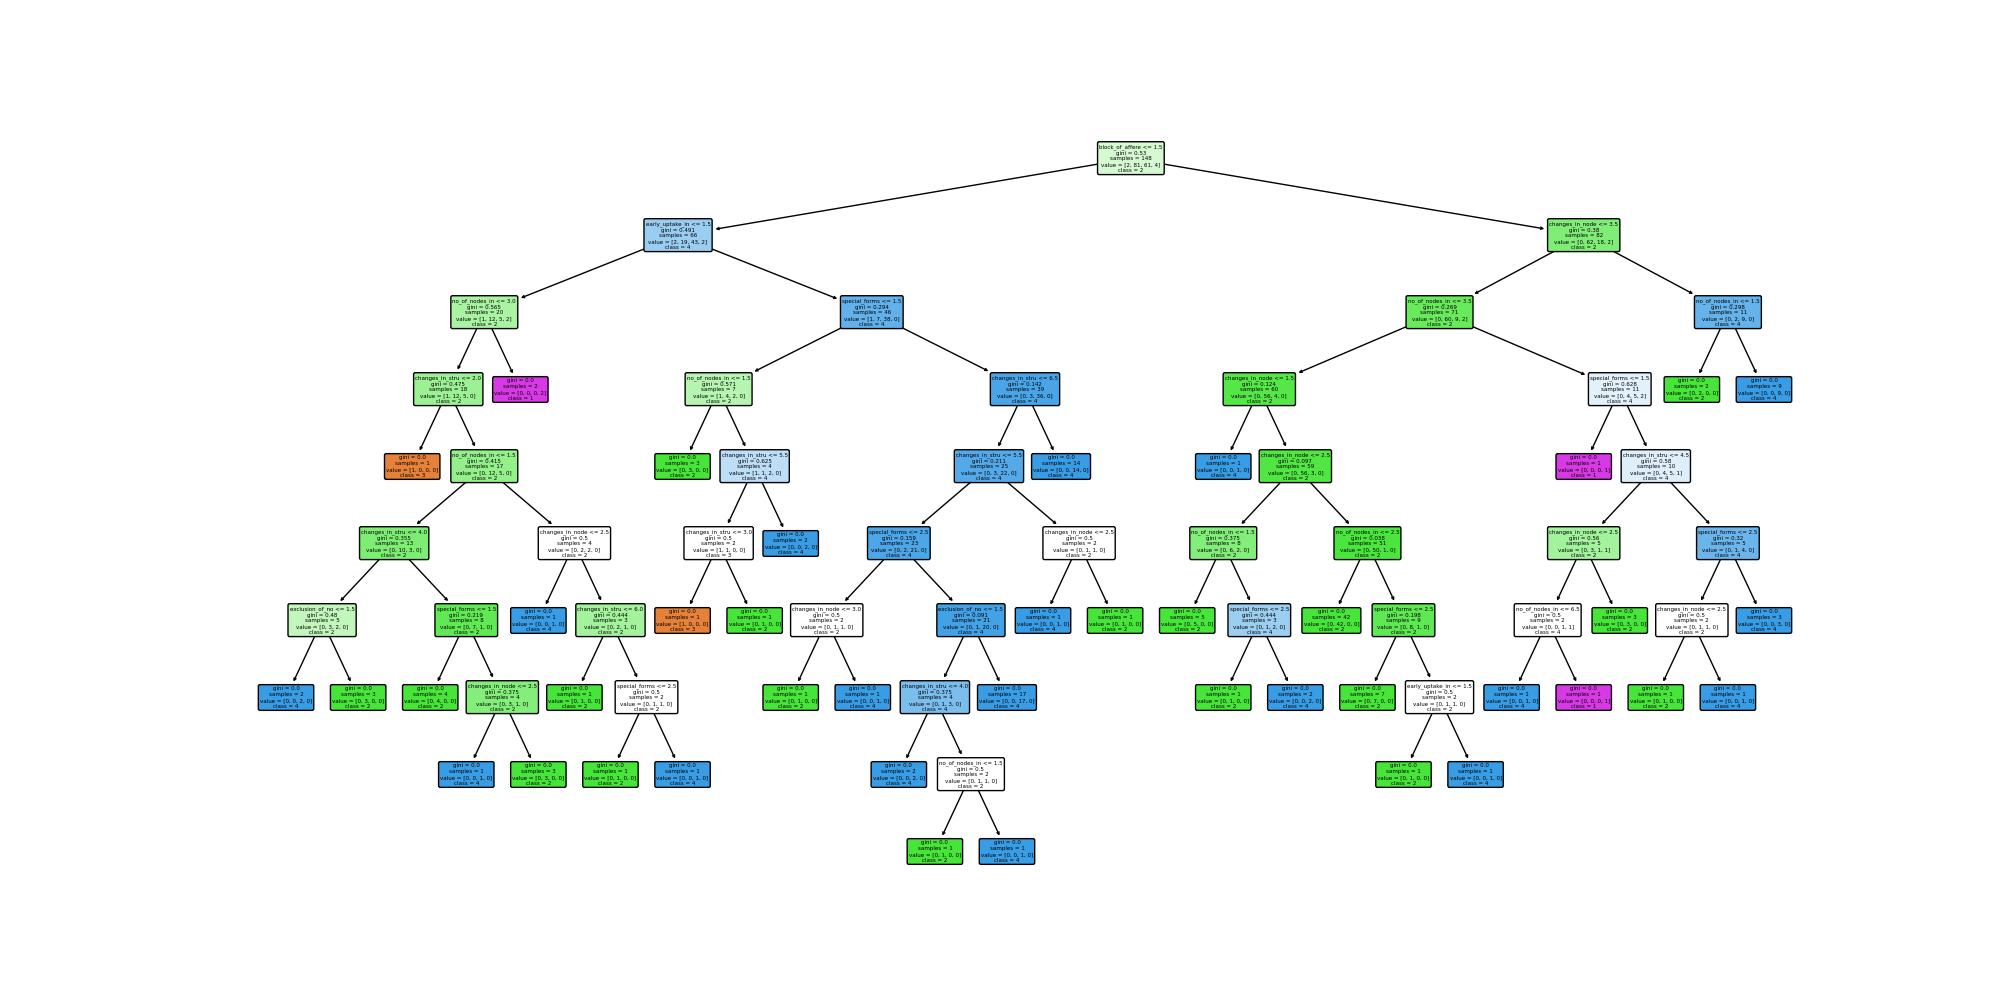 block_of_affere <= 1.5
gini = 0.53
samples = 148
value = [2, 81, 61, 4]
class = 2
early_uptake_in <= 1.5
gini = 0.491
samples = 66
value = [2, 19, 43, 2]
class = 4
changes_in_node <= 3.5
gini = 0.38
samples = 82
value = [0, 62, 18, 2]
class = 2
no_of_nodes_in <= 3.0
gini = 0.565
samples = 20
value = [1, 12, 5, 2]
class = 2
special_forms <= 1.5
gini = 0.294
samples = 46
value = [1, 7, 38, 0]
class = 4
no_of_nodes_in <= 3.5
gini = 0.269
samples = 71
value = [0, 60, 9, 2]
class = 2
no_of_nodes_in <= 1.5
gini = 0.298
samples = 11
value = [0, 2, 9, 0]
class = 4
changes_in_stru <= 2.0
gini = 0.475
samples = 18
value = [1, 12, 5, 0]
class = 2
gini = 0.0
samples = 2
value = [0, 0, 0, 2]
class = 1
no_of_nodes_in <= 1.5
gini = 0.571
samples = 7
value = [1, 4, 2, 0]
class = 2
changes_in_stru <= 6.5
gini = 0.142
samples = 39
value = [0, 3, 36, 0]
class = 4
changes_in_node <= 1.5
gini = 0.124
samples = 60
value = [0, 56, 4, 0]
class = 2
special_forms <= 1.5
gini = 0.628
samples = 11
value = [0, 4, 5, 2]
class = 4
gini = 0.0
samples = 2
value = [0, 2, 0, 0]
class = 2
gini = 0.0
samples = 9
value = [0, 0, 9, 0]
class = 4
gini = 0.0
samples = 1
value = [1, 0, 0, 0]
class = 3
no_of_nodes_in <= 1.5
gini = 0.415
samples = 17
value = [0, 12, 5, 0]
class = 2
gini = 0.0
samples = 3
value = [0, 3, 0, 0]
class = 2
changes_in_stru <= 5.5
gini = 0.625
samples = 4
value = [1, 1, 2, 0]
class = 4
changes_in_stru <= 5.5
gini = 0.211
samples = 25
value = [0, 3, 22, 0]
class = 4
gini = 0.0
samples = 14
value = [0, 0, 14, 0]
class = 4
gini = 0.0
samples = 1
value = [0, 0, 1, 0]
class = 4
changes_in_node <= 2.5
gini = 0.097
samples = 59
value = [0, 56, 3, 0]
class = 2
gini = 0.0
samples = 1
value = [0, 0, 0, 1]
class = 1
changes_in_stru <= 4.5
gini = 0.58
samples = 10
value = [0, 4, 5, 1]
class = 4
changes_in_stru <= 4.0
gini = 0.355
samples = 13
value = [0, 10, 3, 0]
class = 2
changes_in_node <= 2.5
gini = 0.5
samples = 4
value = [0, 2, 2, 0]
class = 2
changes_in_stru <= 3.0
gini = 0.5
samples = 2
value = [1, 1, 0, 0]
class = 3
gini = 0.0
samples = 2
value = [0, 0, 2, 0]
class = 4
special_forms <= 2.5
gini = 0.159
samples = 23
value = [0, 2, 21, 0]
class = 4
changes_in_node <= 2.5
gini = 0.5
samples = 2
value = [0, 1, 1, 0]
class = 2
no_of_nodes_in <= 1.5
gini = 0.375
samples = 8
value = [0, 6, 2, 0]
class = 2
no_of_nodes_in <= 2.5
gini = 0.038
samples = 51
value = [0, 50, 1, 0]
class = 2
changes_in_node <= 2.5
gini = 0.56
samples = 5
value = [0, 3, 1, 1]
class = 2
special_forms <= 2.5
gini = 0.32
samples = 5
value = [0, 1, 4, 0]
class = 4
exclusion_of_no <= 1.5
gini = 0.48
samples = 5
value = [0, 3, 2, 0]
class = 2
special_forms <= 1.5
gini = 0.219
samples = 8
value = [0, 7, 1, 0]
class = 2
gini = 0.0
samples = 1
value = [0, 0, 1, 0]
class = 4
changes_in_stru <= 6.0
gini = 0.444
samples = 3
value = [0, 2, 1, 0]
class = 2
gini = 0.0
samples = 1
value = [1, 0, 0, 0]
class = 3
gini = 0.0
samples = 1
value = [0, 1, 0, 0]
class = 2
changes_in_node <= 3.0
gini = 0.5
samples = 2
value = [0, 1, 1, 0]
class = 2
exclusion_of_no <= 1.5
gini = 0.091
samples = 21
value = [0, 1, 20, 0]
class = 4
gini = 0.0
samples = 1
value = [0, 0, 1, 0]
class = 4
gini = 0.0
samples = 1
value = [0, 1, 0, 0]
class = 2
gini = 0.0
samples = 5
value = [0, 5, 0, 0]
class = 2
special_forms <= 2.5
gini = 0.444
samples = 3
value = [0, 1, 2, 0]
class = 4
gini = 0.0
samples = 42
value = [0, 42, 0, 0]
class = 2
special_forms <= 2.5
gini = 0.198
samples = 9
value = [0, 8, 1, 0]
class = 2
no_of_nodes_in <= 6.5
gini = 0.5
samples = 2
value = [0, 0, 1, 1]
class = 4
gini = 0.0
samples = 3
value = [0, 3, 0, 0]
class = 2
changes_in_node <= 2.5
gini = 0.5
samples = 2
value = [0, 1, 1, 0]
class = 2
gini = 0.0
samples = 3
value = [0, 0, 3, 0]
class = 4
gini = 0.0
samples = 2
value = [0, 0, 2, 0]
class = 4
gini = 0.0
samples = 3
value = [0, 3, 0, 0]
class = 2
gini = 0.0
samples = 4
value = [0, 4, 0, 0]
class = 2
changes_in_node <= 2.5
gini = 0.375
samples = 4
value = [0, 3, 1, 0]
class = 2
gini = 0.0
samples = 1
value = [0, 1, 0, 0]
class = 2
special_forms <= 2.5
gini = 0.5
samples = 2
value = [0, 1, 1, 0]
class = 2
gini = 0.0
samples = 1
value = [0, 1, 0, 0]
class = 2
gini = 0.0
samples = 1
value = [0, 0, 1, 0]
class = 4
changes_in_stru <= 4.0
gini = 0.375
samples = 4
value = [0, 1, 3, 0]
class = 4
gini = 0.0
samples = 17
value = [0, 0, 17, 0]
class = 4
gini = 0.0
samples = 1
value = [0, 1, 0, 0]
class = 2
gini = 0.0
samples = 2
value = [0, 0, 2, 0]
class = 4
gini = 0.0
samples = 7
value = [0, 7, 0, 0]
class = 2
early_uptake_in <= 1.5
gini = 0.5
samples = 2
value = [0, 1, 1, 0]
class = 2
gini = 0.0
samples = 1
value = [0, 0, 1, 0]
class = 4
gini = 0.0
samples = 1
value = [0, 0, 0, 1]
class = 1
gini = 0.0
samples = 1
value = [0, 1, 0, 0]
class = 2
gini = 0.0
samples = 1
value = [0, 0, 1, 0]
class = 4
gini = 0.0
samples = 1
value = [0, 0, 1, 0]
class = 4
gini = 0.0
samples = 3
value = [0, 3, 0, 0]
class = 2
gini = 0.0
samples = 1
value = [0, 1, 0, 0]
class = 2
gini = 0.0
samples = 1
value = [0, 0, 1, 0]
class = 4
gini = 0.0
samples = 2
value = [0, 0, 2, 0]
class = 4
no_of_nodes_in <= 1.5
gini = 0.5
samples = 2
value = [0, 1, 1, 0]
class = 2
gini = 0.0
samples = 1
value = [0, 1, 0, 0]
class = 2
gini = 0.0
samples = 1
value = [0, 0, 1, 0]
class = 4
gini = 0.0
samples = 1
value = [0, 1, 0, 0]
class = 2
gini = 0.0
samples = 1
value = [0, 0, 1, 0]
class = 4